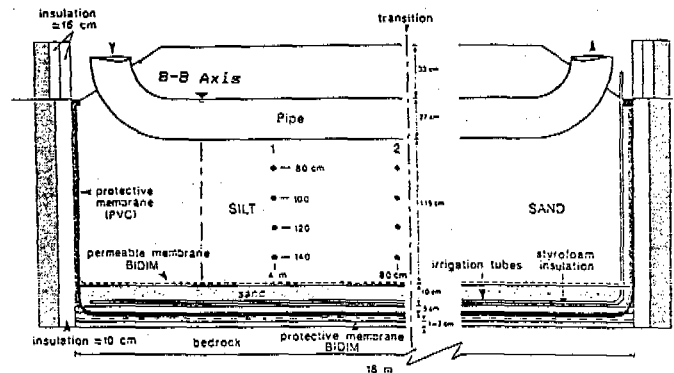 insulation
≃16 cm
transition
B-B Axis
33 cm
27 cm
Pipe
1
2
80 cm
100
120
140
protective
membrane
(PVC)
SILT
SAND
permeable membrane
BIDIM
m
80 cm
irrigation tubes
styrofoam
insulation
sand
10 cm
5 cm
insulation ≃10 cm
bedrock
protective membrane
BIDIM
18 m